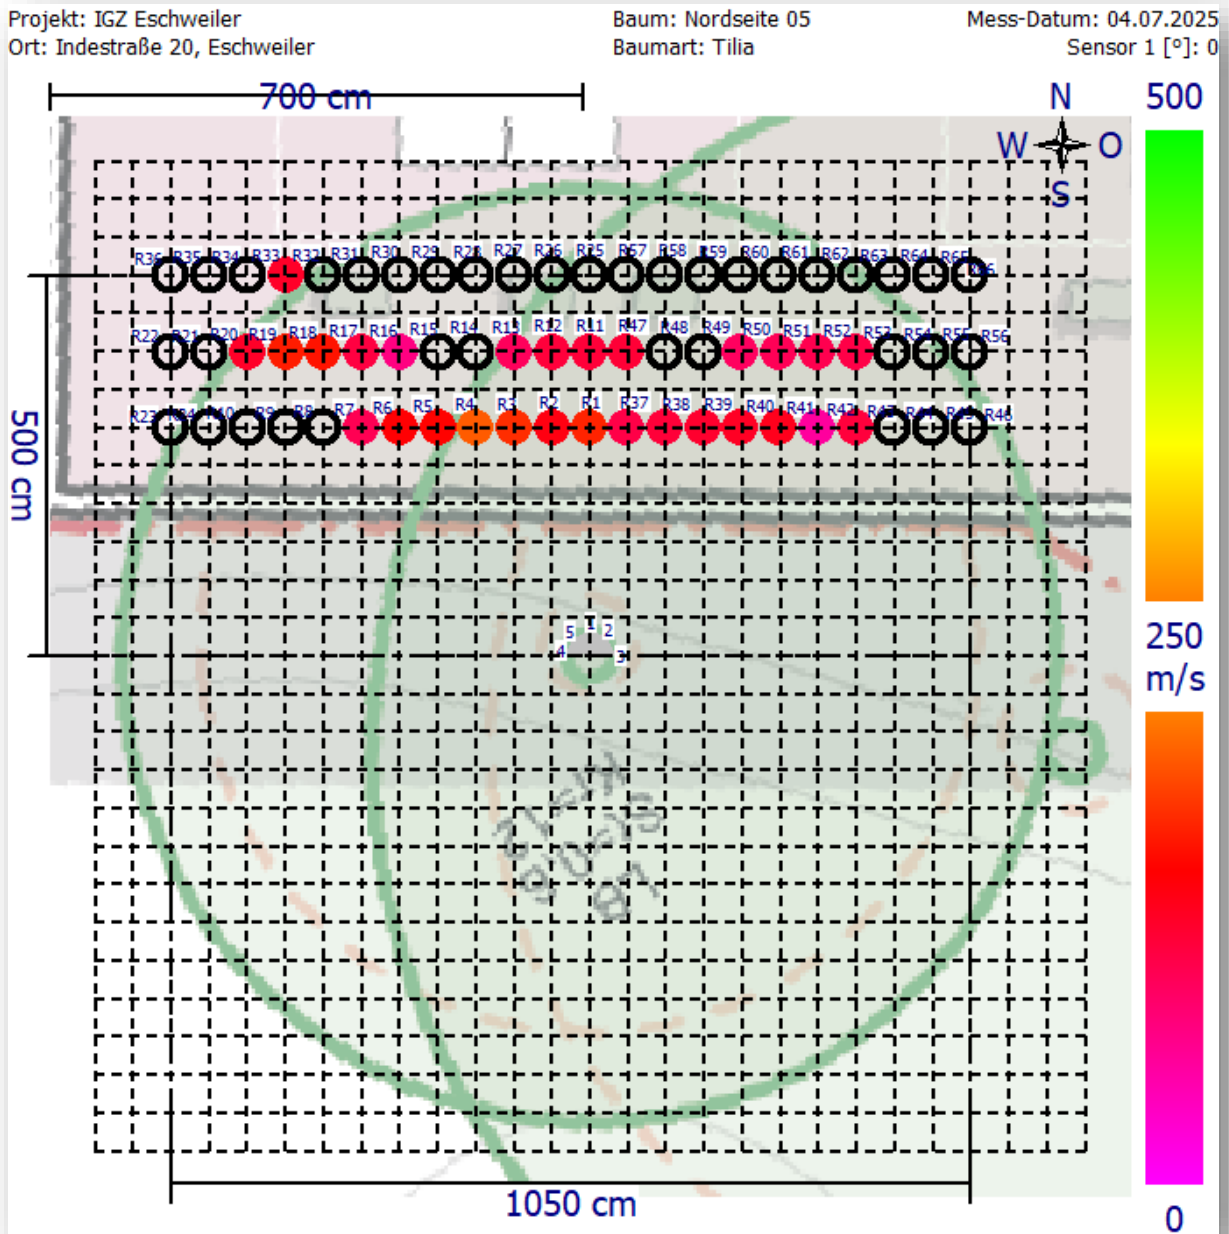 Projekt: IGZ Eschweiler
Baum: Nordseite 05
Mess-Datum: 04.07.2025
Ort: Indestraße 20, Eschweiler
Baumart: Tilia
Sensor 1 [°]: 0
700 cm
N
500
W
O
S
R36 R35 R34 R33 R32 R31 R30 R29 R28 R27 R26 R25 R57 R58 R59 R60 R61 R62 R63 R64 R65
R22 R21 R20 R19 R18 R17 R16 R15 R14 R13 R12 R11 R47 R48 R49 R50 R51 R52 R53 R54 R55 R56
R23 R9 R8 R7 R6 R5 R4 R3 R2 R1 R37 R38 R39 R40 R41 R42 R44 R46
500 cm
5 1 2
4 3
250
m/s
1050 cm
0